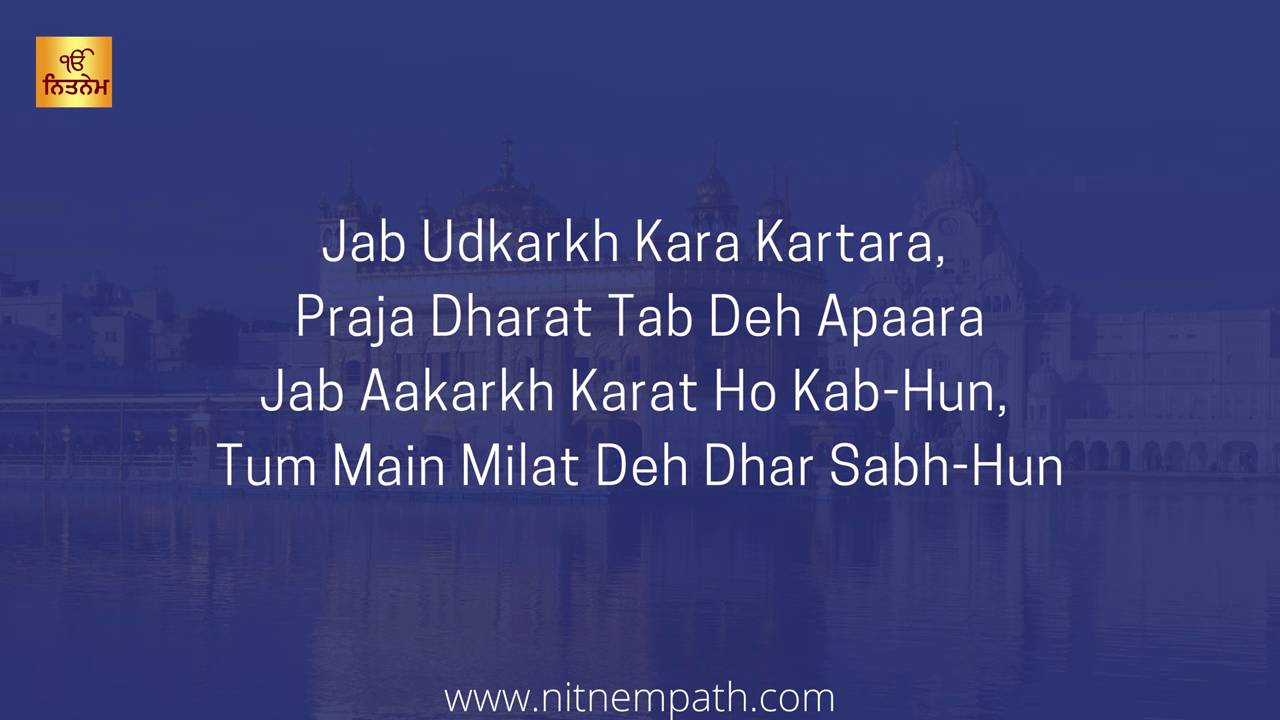 ੴ
ਨਿਤਨੇਮ
Jab Udkarkh Kara Kartara,
Praja Dharat Tab Deh Apaara
Jab Aakarkh Karat Ho Kab-Hun,
Tum Main Milat Deh Dhar Sabh-Hun
www.nitnempath.com